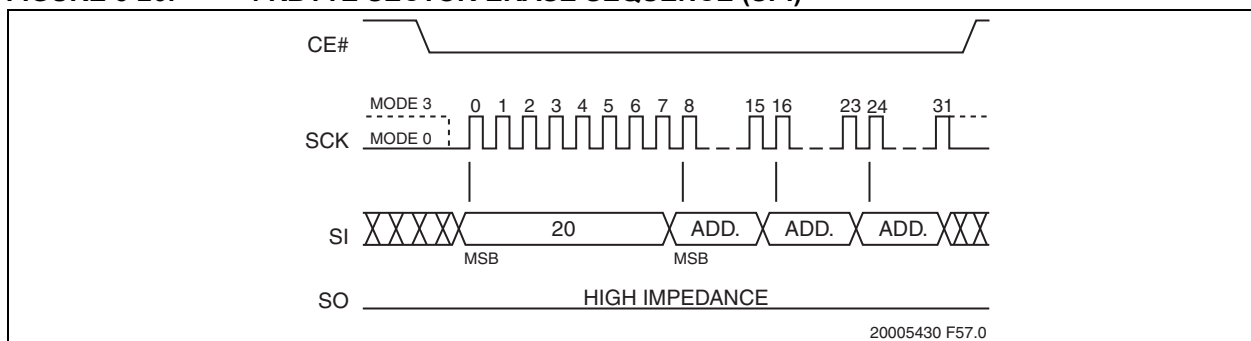 CE#
MODE 3
0 1 2 3 4 5 6 7 8 15 16 23 24 31
SCK MODE 0
SI 20 ADD. ADD. ADD.
MSB MSB
SO HIGH IMPEDANCE
20005430 F57.0